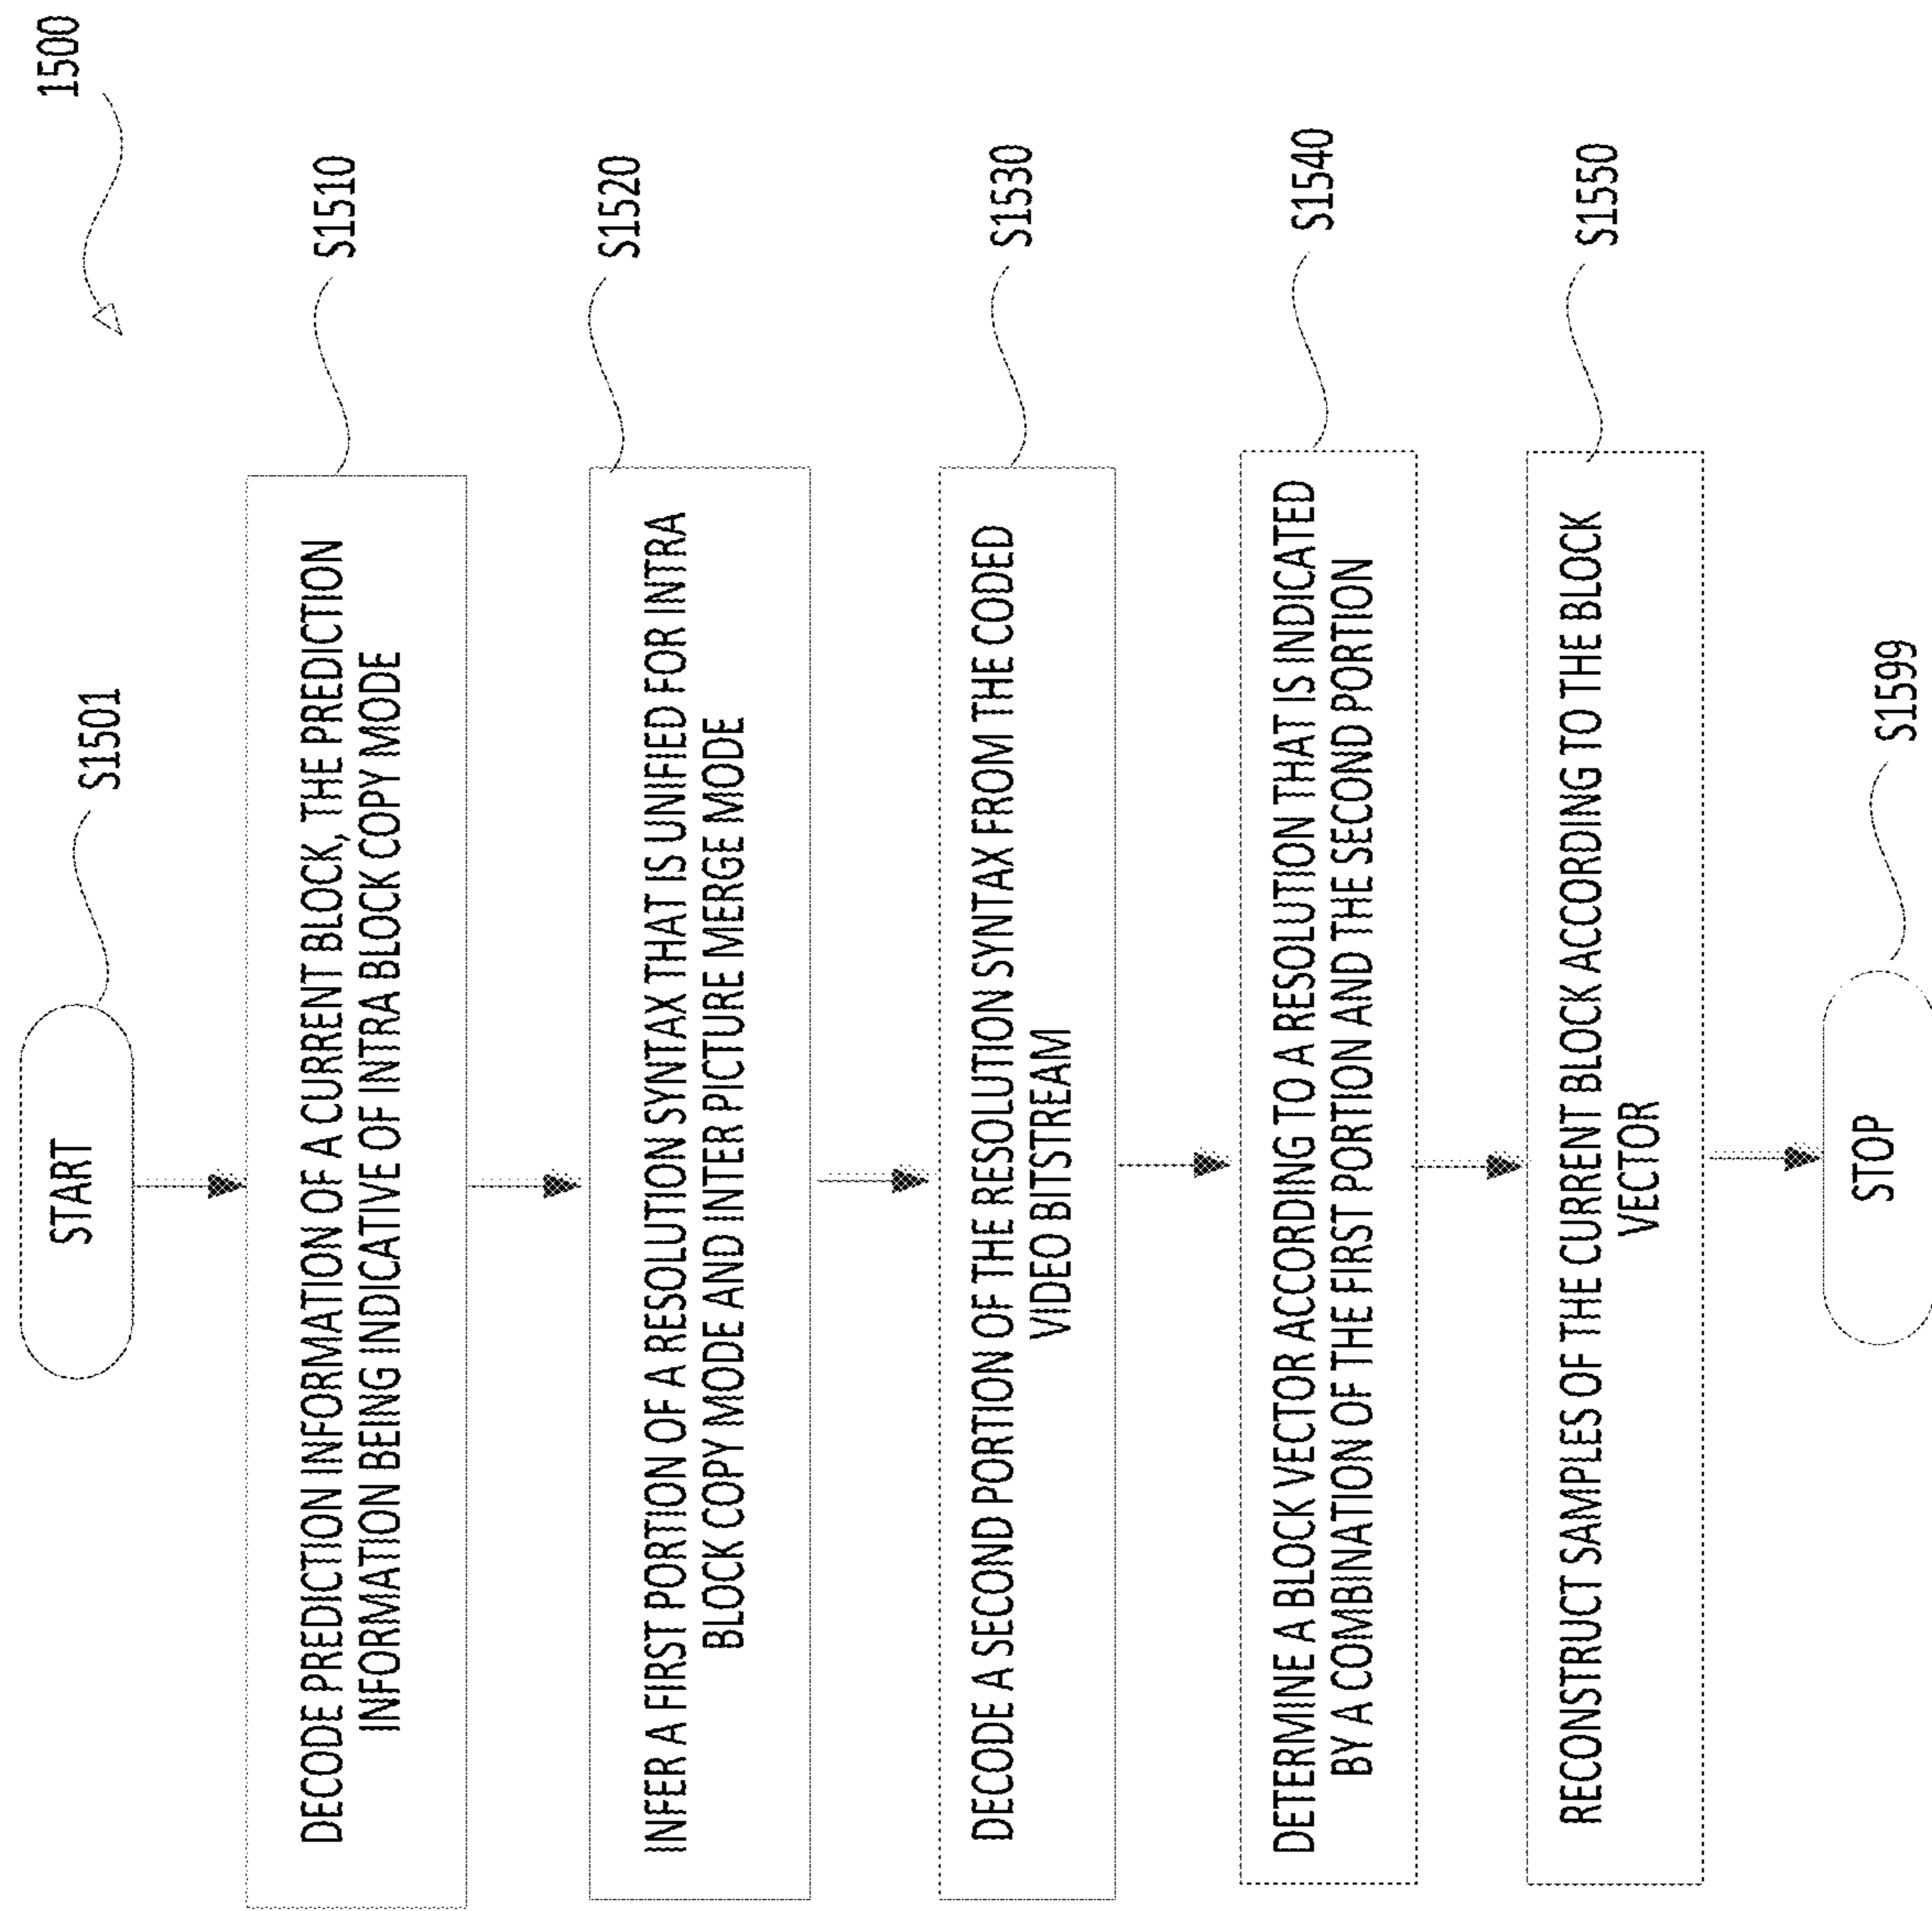 1500
START
S1501
DECODE PREDICTION INFORMATION OF A CURRENT BLOCK, THE PREDICTION
INFORMATION BEING INDICATIVE OF INTRA BLOCK COPY MODE
S1510
INFER A FIRST PORTION OF A RESOLUTION SYNTAX THAT IS UNIFIED FOR INTRA
BLOCK COPY MODE AND INTER PICTURE MERGE MODE
S1520
DECODE A SECOND PORTION OF THE RESOLUTION SYNTAX FROM THE CODED
VIDEO BITSTREAM
S1530
DETERMINE A BLOCK VECTOR ACCORDING TO A RESOLUTION THAT IS INDICATED
BY A COMBINATION OF THE FIRST PORTION AND THE SECOND PORTION
S1540
RECONSTRUCT SAMPLES OF THE CURRENT BLOCK ACCORDING TO THE BLOCK
VECTOR
S1550
STOP
S1599